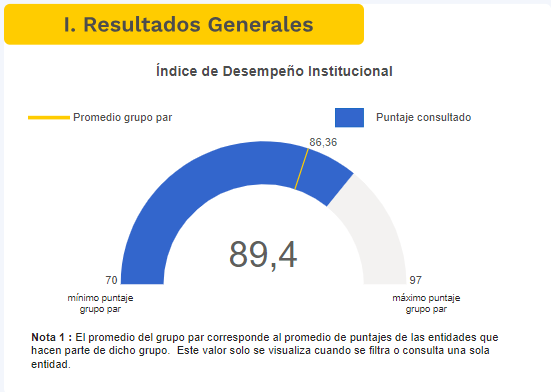 I. Resultados Generales
Índice de Desempeño Institucional
Promedio grupo par
Puntaje consultado
86,36
89,4
70
97
mínimo puntaje
grupo par
máximo puntaje
grupo par
Nota 1 : El promedio del grupo par corresponde al promedio de puntajes de las entidades que
hacen parte de dicho grupo.  Este valor solo se visualiza cuando se filtra o consulta una sola
entidad.